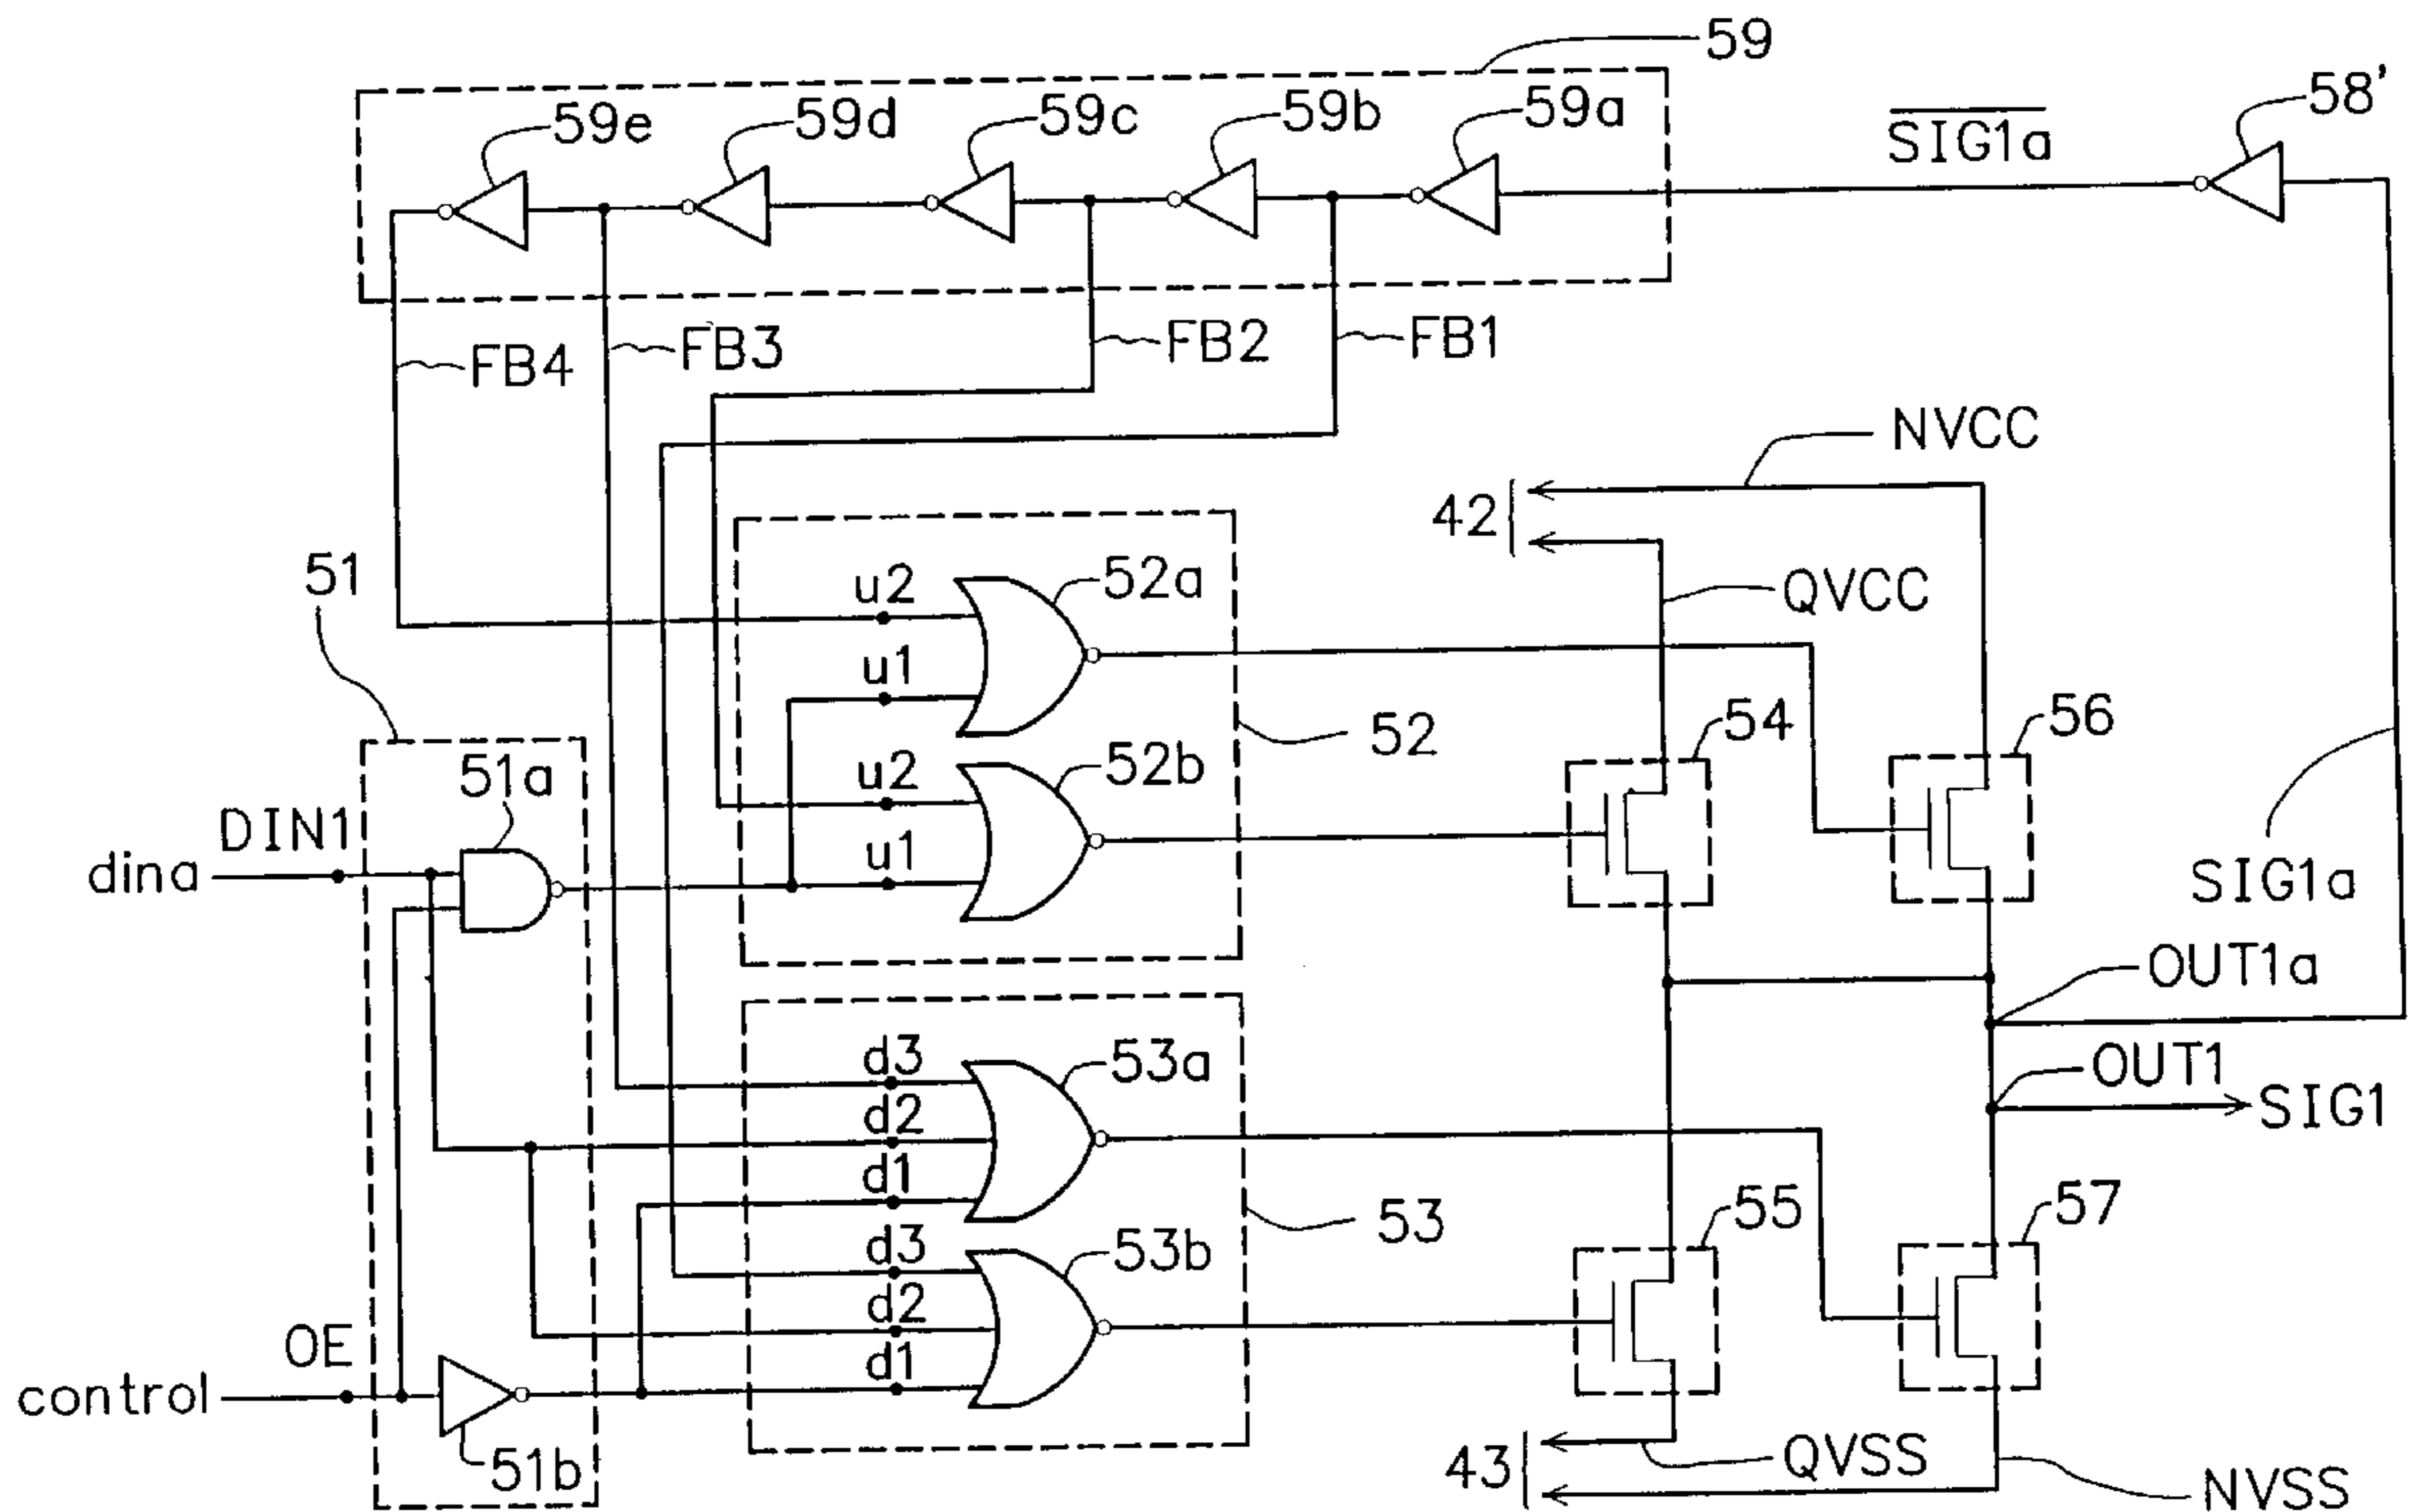 59
58'
59e
59d
59c
59b
59a
SIG1a
FB4
FB3
FB2
FB1
NVCC
42
QVCC
51
u2
52a
u1
52
54
56
51a
u2
52b
DIN1
dina
u1
SIG1a
OUT1a
d3
53a
OUT1
d2
SIG1
d1
53
55
57
d3
53b
d2
OE
d1
control
51b
43
QVSS
NVSS